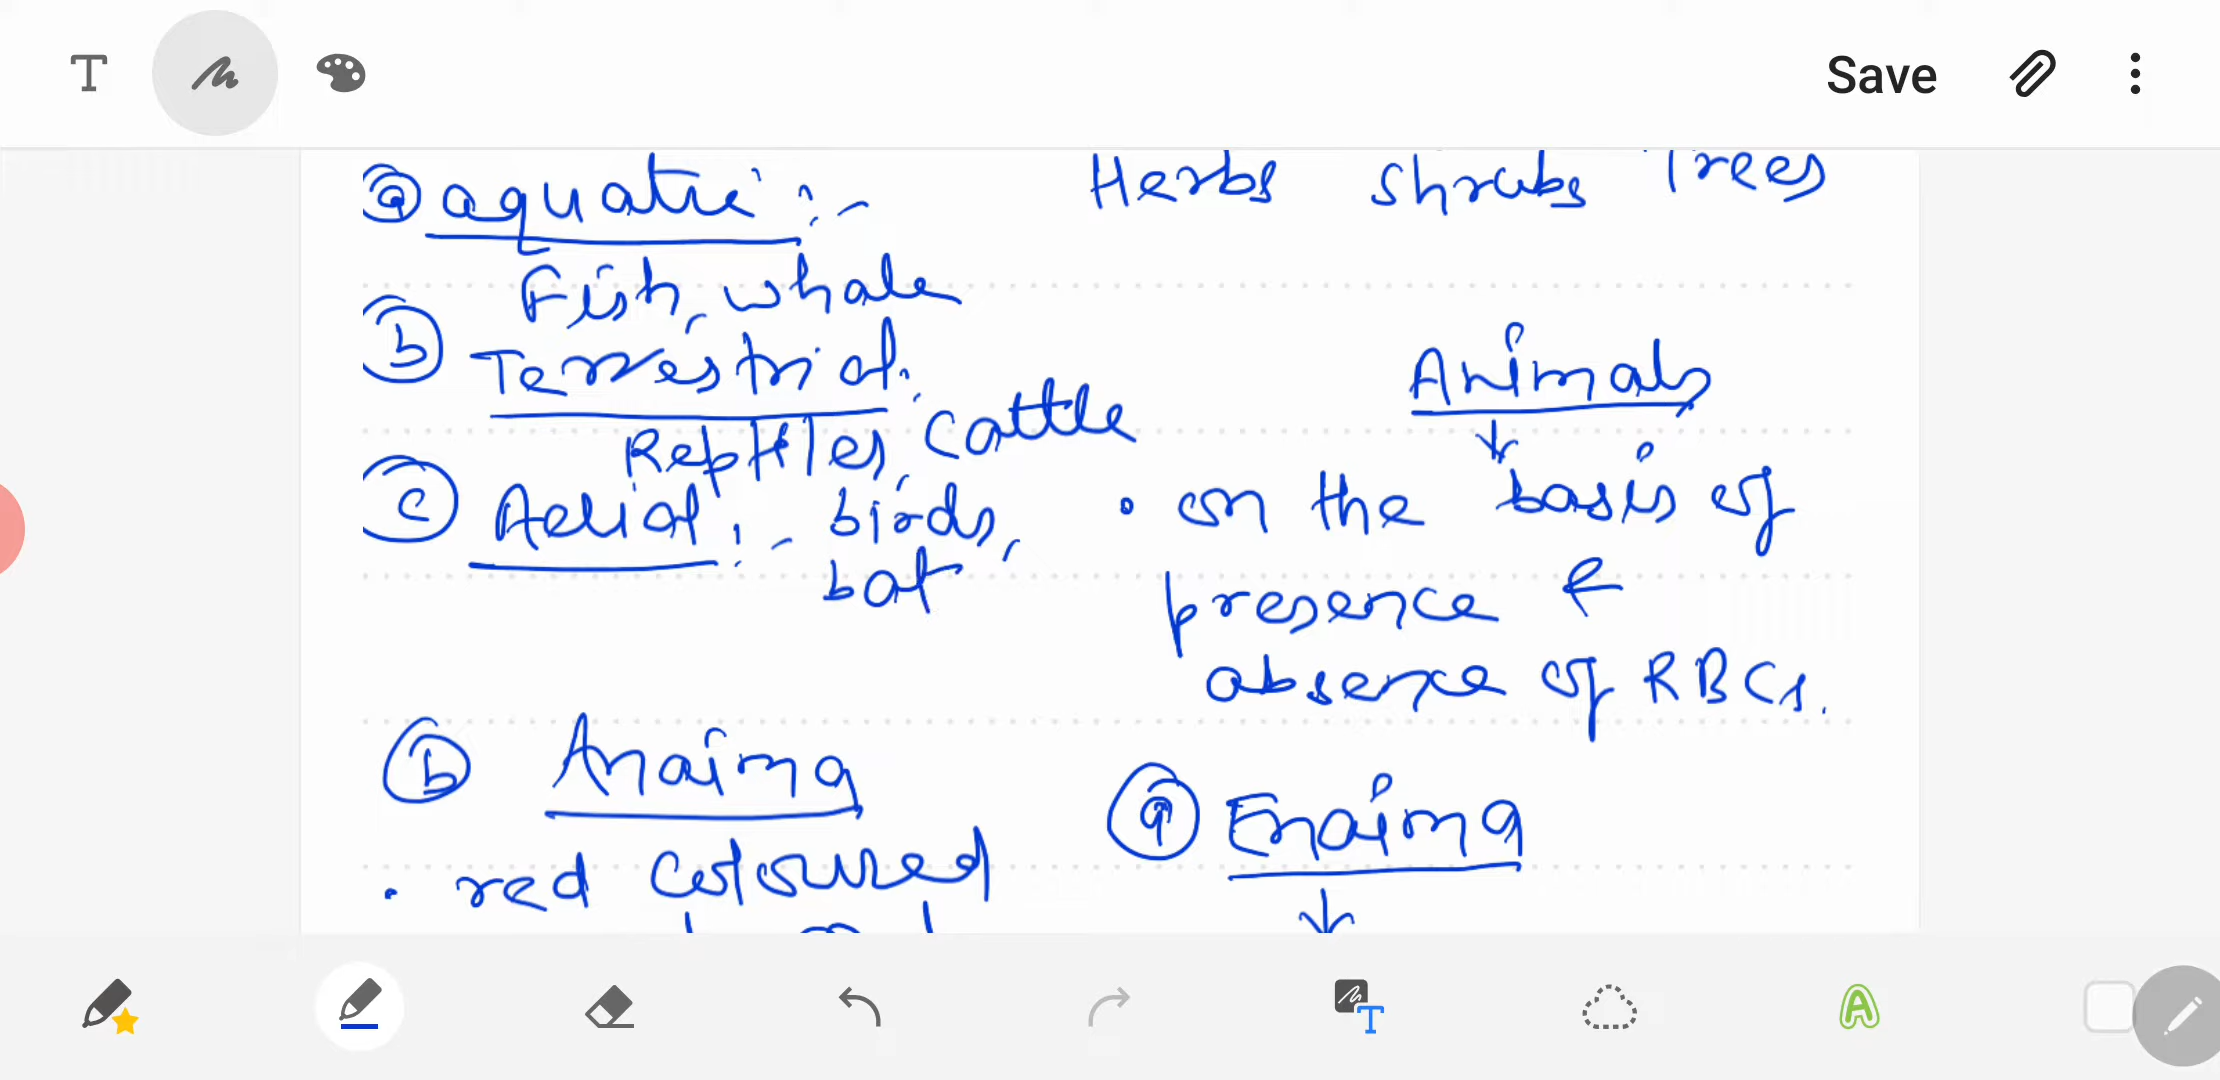 Save
ⓐ aquatic :-
Fish, whale
ⓑ Terrestrial :
Reptiles, Cattle
ⓒ Aerial :- birds,
bat
Herbs Shrubs Trees
Animals
↓
• on the basis of
presence &
absence of RBCs.
ⓑ Anaima
• red coloured
ⓐ Enaima
↓